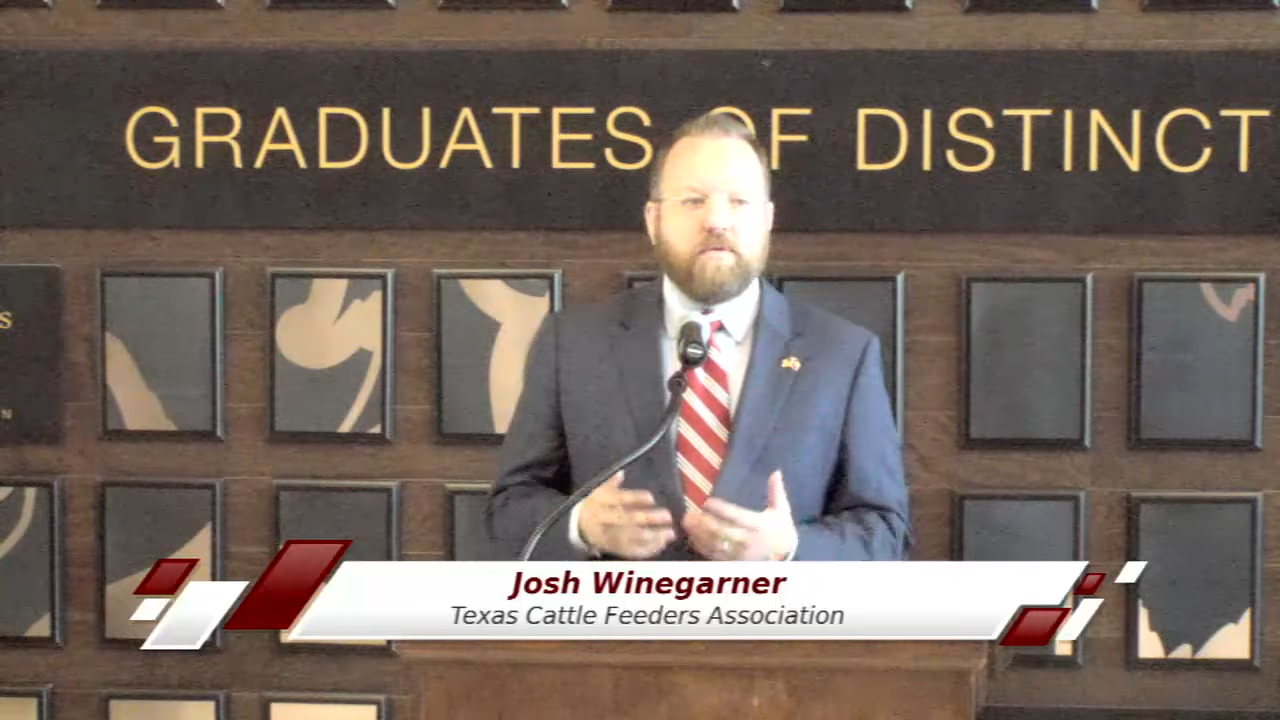 GRADUATES OF DISTINCT
S
N
Josh Winegarner
Texas Cattle Feeders Association